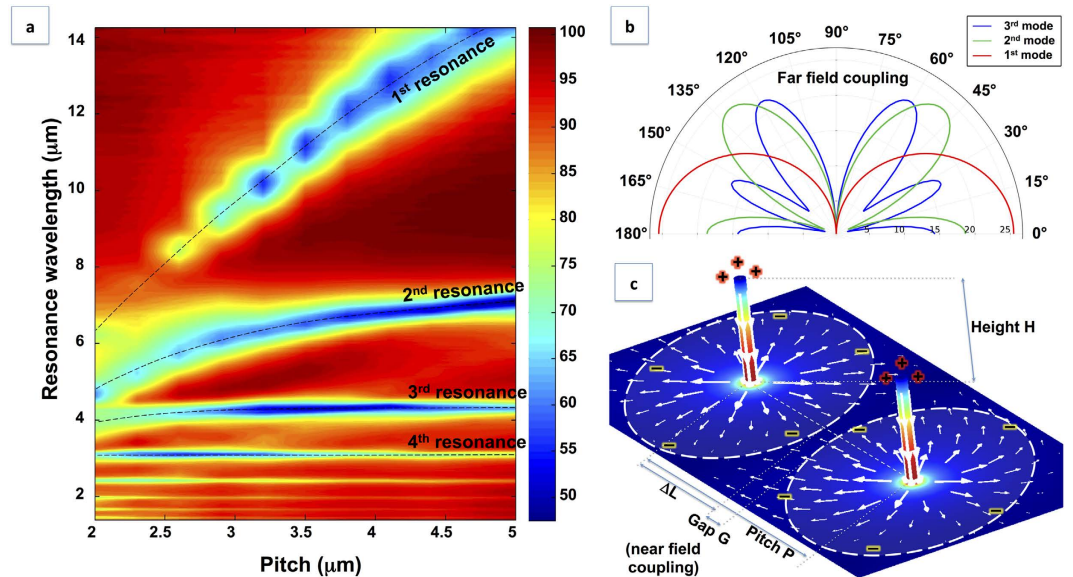 a
Resonance wavelength (μm)
14
12
10
8
6
4
2
2
2.5
3
3.5
4
4.5
5
Pitch (μm)
1st resonance
2nd resonance
3rd resonance
4th resonance
100
95
90
85
80
75
70
65
60
55
50
b
3rd mode
2nd mode
1st mode
Far field coupling
90°
105°
75°
120°
60°
135°
45°
150°
30°
165°
15°
180°
0°
5
10
15
20
25
c
Height H
ΔL
Gap G
Pitch P
(near field
coupling)